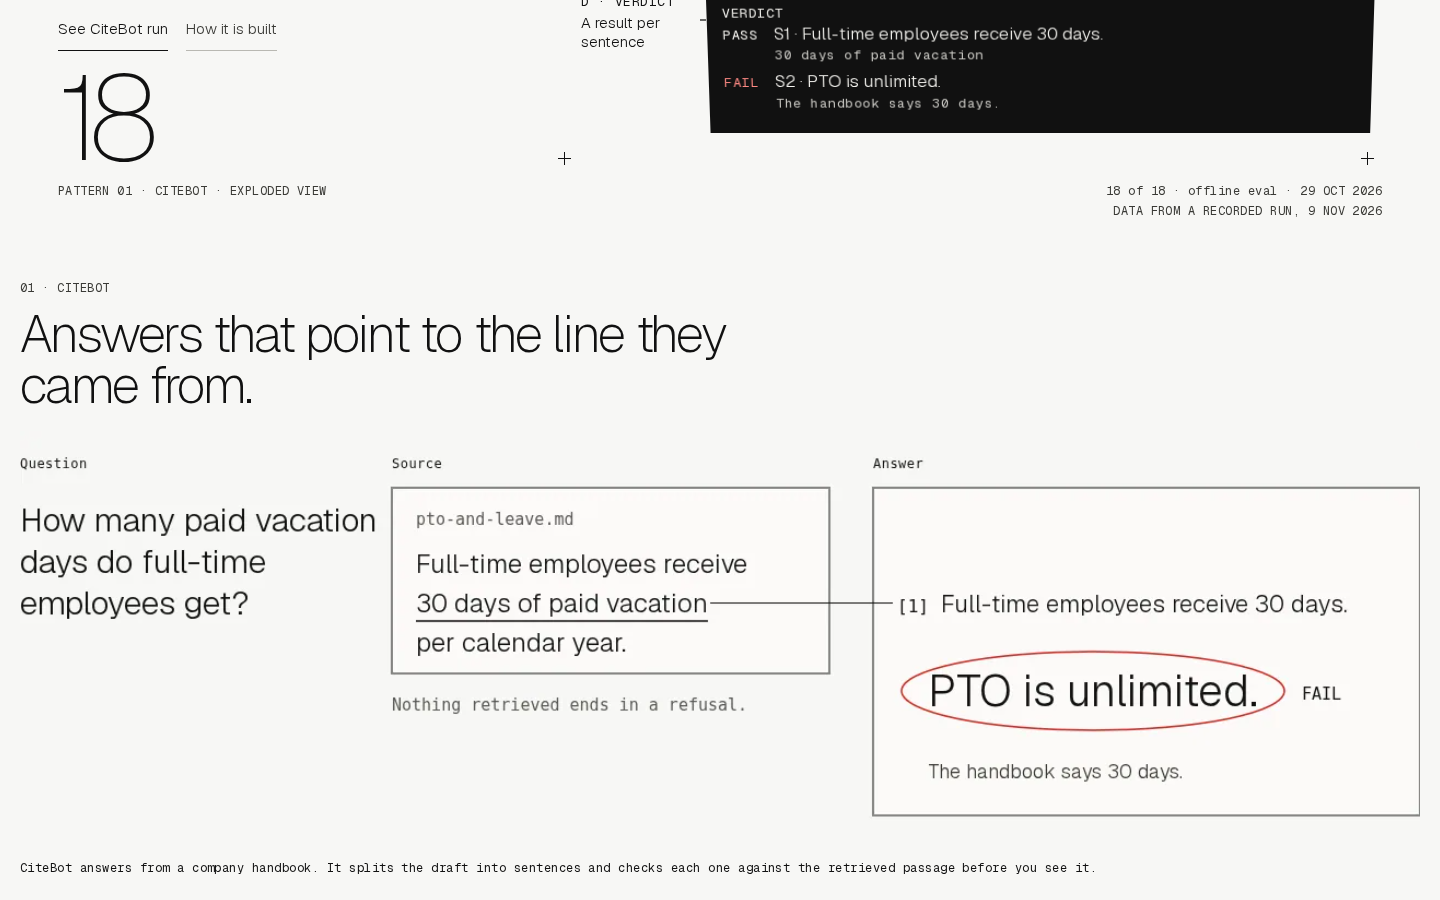 See CiteBot run
How it is built
18
PATTERN 01 · CITEBOT · EXPLODED VIEW
D · VERDICT
A result per
sentence
VERDICT
PASS S1 · Full-time employees receive 30 days.
30 days of paid vacation
FAIL S2 · PTO is unlimited.
The handbook says 30 days.
18 of 18 · offline eval · 29 OCT 2026
DATA FROM A RECORDED RUN, 9 NOV 2026
01 · CITEBOT
Answers that point to the line they
came from.
Question
How many paid vacation
days do full-time
employees get?
Source
pto-and-leave.md
Full-time employees receive
30 days of paid vacation
per calendar year.
Nothing retrieved ends in a refusal.
Answer
[1] Full-time employees receive 30 days.
PTO is unlimited. FAIL
The handbook says 30 days.
CiteBot answers from a company handbook. It splits the draft into sentences and checks each one against the retrieved passage before you see it.